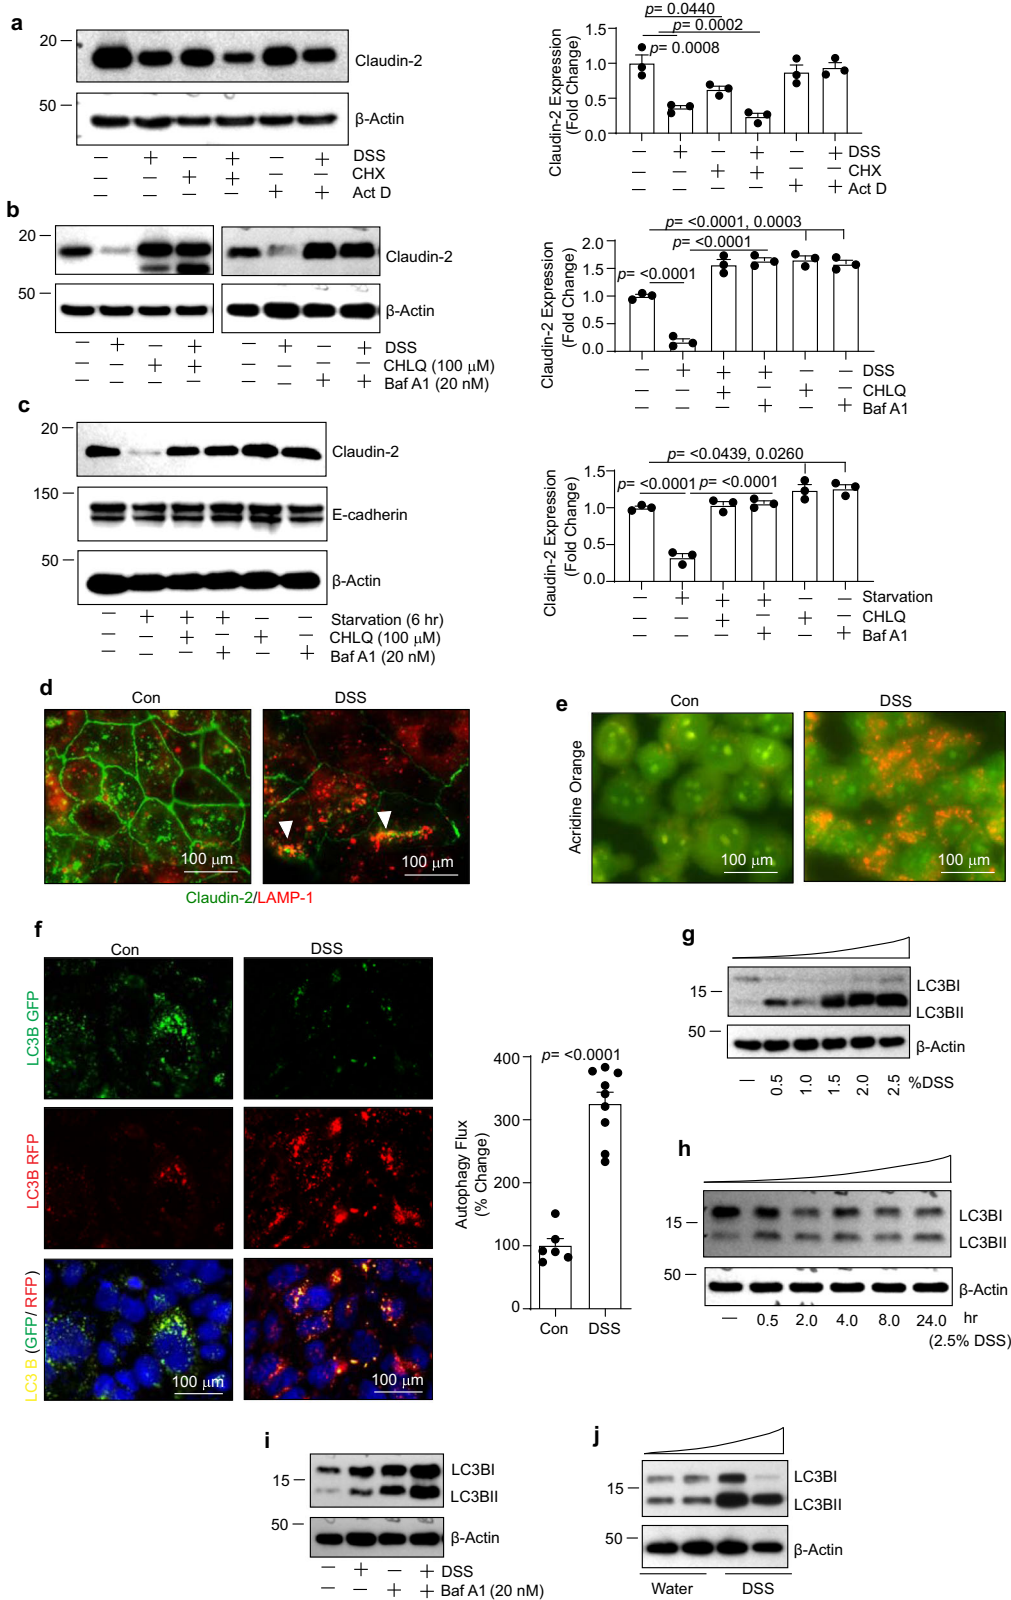 a
20
Claudin-2
50
β-Actin
— + — + — + DSS
— — + + — — CHX
— — — — + + Act D
p= 0.0440
p= 0.0002
p= 0.0008
Claudin-2 Expression
(Fold Change)
1.5
1.0
0.5
0.0
— + — + — + DSS
— — + + — — CHX
— — — — + + Act D
b
20
Claudin-2
50
β-Actin
— + — + — + — + DSS
— — + + — — — — CHLQ (100 μM)
— — — — — — + + Baf A1 (20 nM)
p= <0.0001, 0.0003
p= <0.0001
p= <0.0001
Claudin-2 Expression
(Fold Change)
2.0
1.5
1.0
0.5
0.0
— + + + — — DSS
— — + — + — CHLQ
— — — + — + Baf A1
c
20
Claudin-2
150
E-cadherin
50
β-Actin
— + + + — — Starvation (6 hr)
— — + — + — CHLQ (100 μM)
— — — + — + Baf A1 (20 nM)
p= <0.0439, 0.0260
p= <0.0001 p= <0.0001
Claudin-2 Expression
(Fold Change)
1.5
1.0
0.5
0.0
— + + + — — Starvation
— — + — + — CHLQ
— — — + — + Baf A1
d
Con DSS
100 μm 100 μm
Claudin-2/LAMP-1
e
Con DSS
Acridine Orange
100 μm 100 μm
f
Con DSS
LC3B GFP
LC3B RFP
LC3 B (GFP/ RFP)
100 μm 100 μm
p= <0.0001
Autophagy Flux
(% Change)
400
300
200
100
0
Con DSS
g
15
LC3BI
LC3BII
50
β-Actin
— 0.5 1.0 1.5 2.0 2.5 %DSS
h
15
LC3BI
LC3BII
50
β-Actin
— 0.5 2.0 4.0 8.0 24.0 hr
(2.5% DSS)
i
15
LC3BI
LC3BII
50
β-Actin
— + — + DSS
— — + + Baf A1 (20 nM)
j
15
LC3BI
LC3BII
50
β-Actin
Water DSS